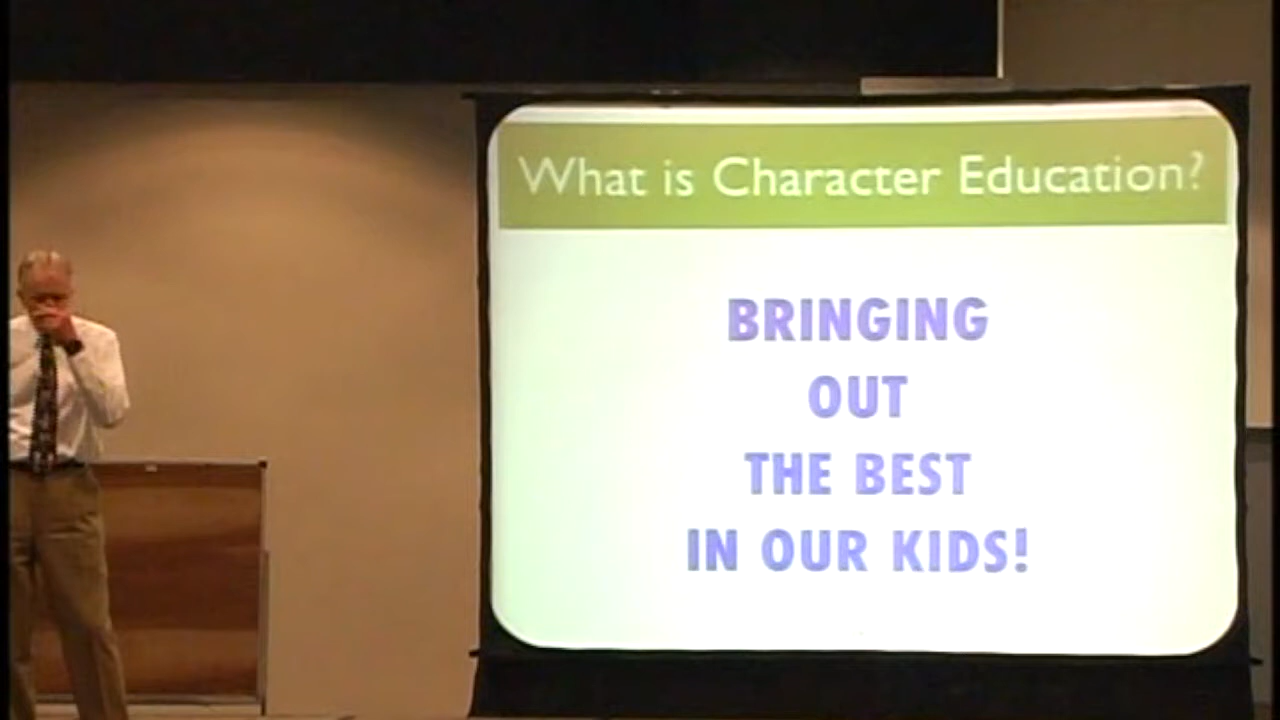 What is Character Education?
BRINGING
OUT
THE BEST
IN OUR KIDS!